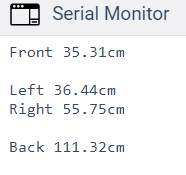 Serial Monitor
Front 35.31cm
Left 36.44cm
Right 55.75cm
Back 111.32cm